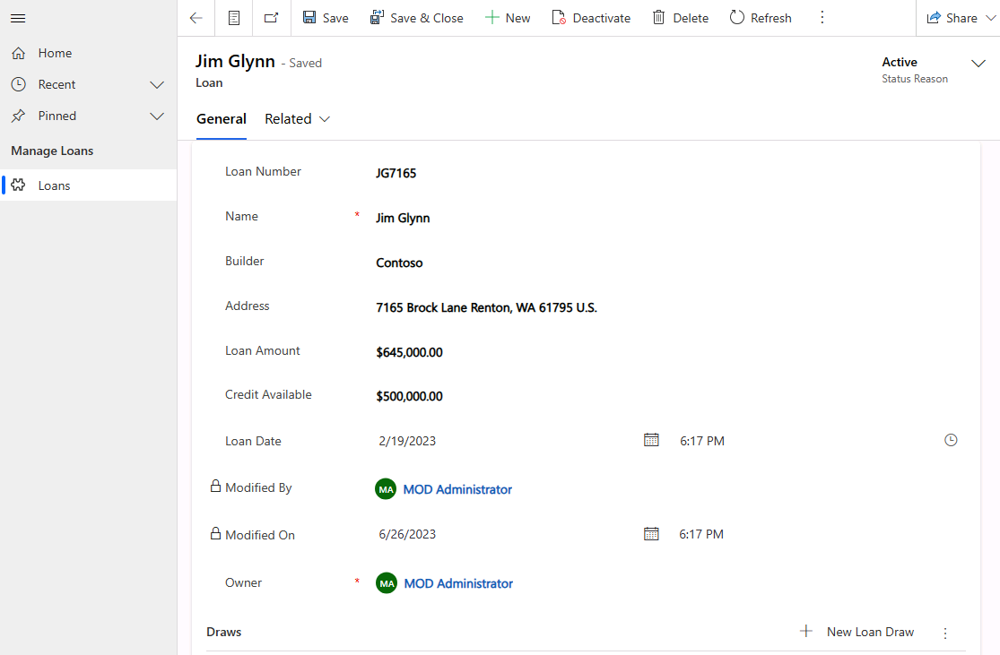 Save
Save & Close
New
Deactivate
Delete
Refresh
Share
Home
Recent
Pinned
Manage Loans
Loans
Jim Glynn - Saved
Loan
Active
Status Reason
General
Related
Loan Number
JG7165
Name * Jim Glynn
Builder
Contoso
Address
7165 Brock Lane Renton, WA 61795 U.S.
Loan Amount
$645,000.00
Credit Available
$500,000.00
Loan Date
2/19/2023
6:17 PM
Modified By
MA MOD Administrator
Modified On
6/26/2023
6:17 PM
Owner * MA MOD Administrator
Draws
New Loan Draw